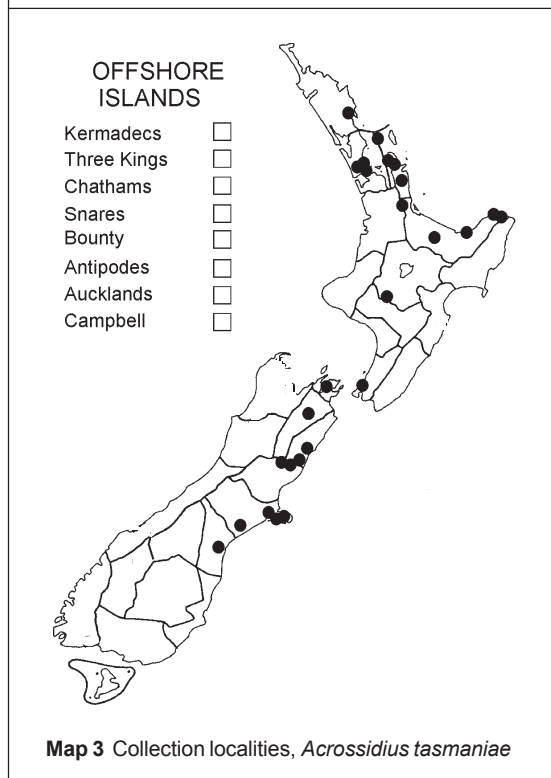 OFFSHORE
ISLANDS
Kermadecs
Three Kings
Chathams
Snares
Bounty
Antipodes
Aucklands
Campbell
Map 3 Collection localities, Acrossidius tasmaniae